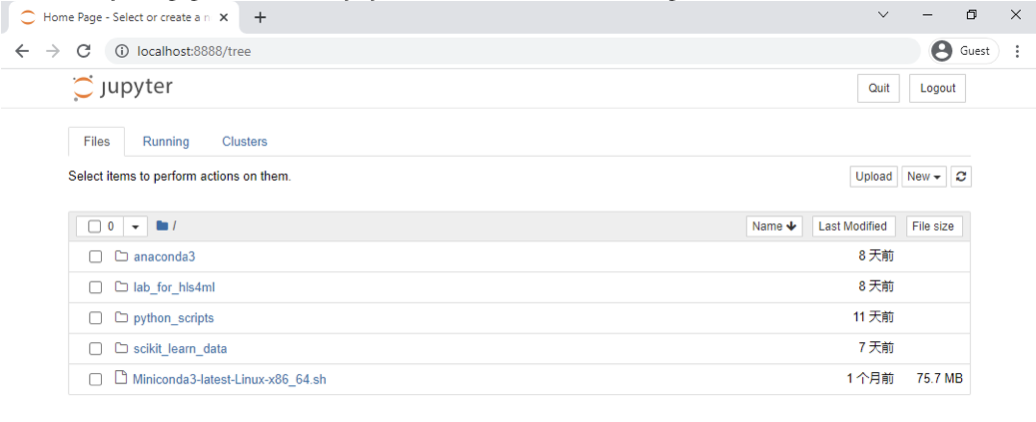 Home Page - Select or create a n
localhost:8888/tree
Guest
jupyter
Quit Logout
Files Running Clusters
Select items to perform actions on them.
Upload New
0 / Name Last Modified File size
anaconda3 8 天前
lab_for_hls4ml 8 天前
python_scripts 11 天前
scikit_learn_data 7 天前
Miniconda3-latest-Linux-x86_64.sh 1 个月前 75.7 MB